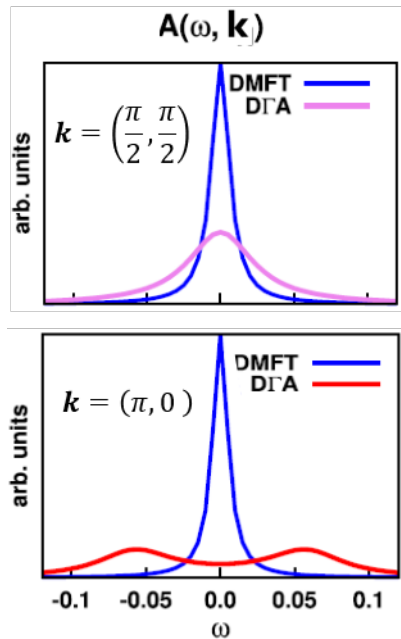 A(ω, k)
DMFT
DΓA
k = (π/2, π/2)
arb. units
DMFT
DΓA
k = (π, 0 )
arb. units
-0.1 -0.05 0.0 0.05 0.1
ω